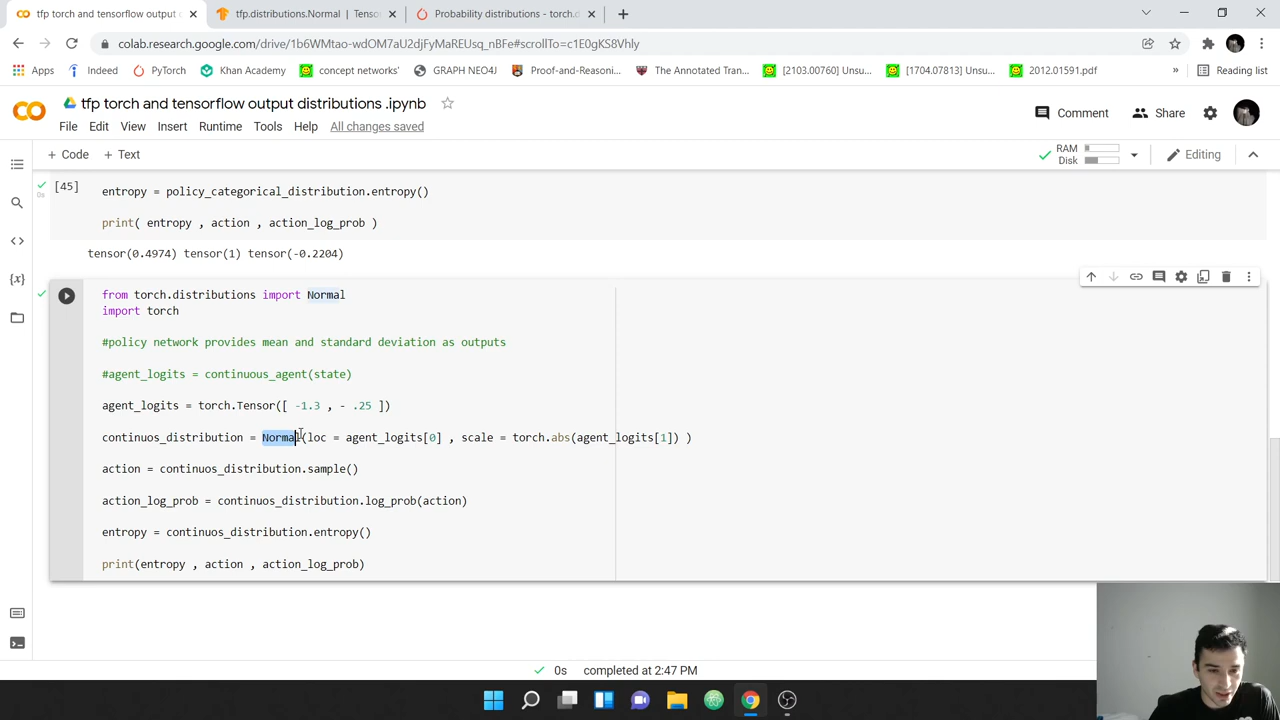 tfp torch and tensorflow output d
tfp.distributions.Normal | Tenso
Probability distributions - torch.d
colab.research.google.com/drive/1b6WMtao-wdOM7aU2djFyMaREUsq_nBFe#scrollTo=c1E0gKS8Vhly
Apps Indeed PyTorch Khan Academy concept networks' GRAPH NEO4J Proof-and-Reasoni... The Annotated Tran... [2103.00760] Unsu... [1704.07813] Unsu... 2012.01591.pdf » Reading list
tfp torch and tensorflow output distributions .ipynb
File Edit View Insert Runtime Tools Help All changes saved
Comment Share
+ Code + Text
RAM
Disk
Editing
[45]
0s
entropy = policy_categorical_distribution.entropy()
print( entropy , action , action_log_prob )
tensor(0.4974) tensor(1) tensor(-0.2204)
from torch.distributions import Normal
import torch
#policy network provides mean and standard deviation as outputs
#agent_logits = continuous_agent(state)
agent_logits = torch.Tensor([ -1.3 , - .25 ])
continuos_distribution = Normal(loc = agent_logits[0] , scale = torch.abs(agent_logits[1]) )
action = continuos_distribution.sample()
action_log_prob = continuos_distribution.log_prob(action)
entropy = continuos_distribution.entropy()
print(entropy , action , action_log_prob)
0s completed at 2:47 PM